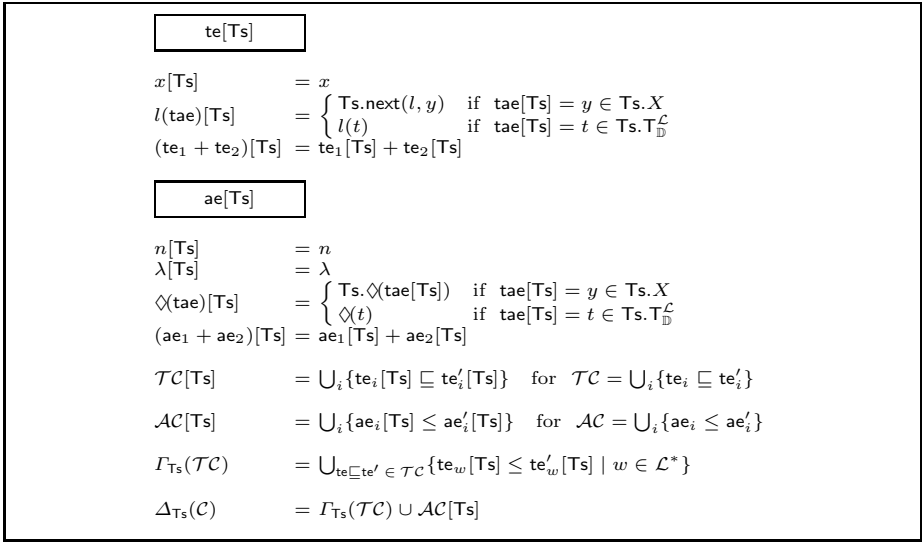 te[Ts]
x[Ts] = x
l(tae)[Ts] = { Ts.next(l, y) if tae[Ts] = y ∈ Ts.X
l(t) if tae[Ts] = t ∈ Ts.T𝔻^ℒ
(te₁ + te₂)[Ts] = te₁[Ts] + te₂[Ts]
ae[Ts]
n[Ts] = n
λ[Ts] = λ
◊(tae)[Ts] = { Ts.◊(tae[Ts]) if tae[Ts] = y ∈ Ts.X
◊(t) if tae[Ts] = t ∈ Ts.T𝔻^ℒ
(ae₁ + ae₂)[Ts] = ae₁[Ts] + ae₂[Ts]
𝒯𝒞[Ts] = ⋃ᵢ{teᵢ[Ts] ⊑ te′ᵢ[Ts]} for 𝒯𝒞 = ⋃ᵢ{teᵢ ⊑ te′ᵢ}
𝒜𝒞[Ts] = ⋃ᵢ{aeᵢ[Ts] ≤ ae′ᵢ[Ts]} for 𝒜𝒞 = ⋃ᵢ{aeᵢ ≤ ae′ᵢ}
Γ_Ts(𝒯𝒞) = ⋃_{te⊑te′ ∈ 𝒯𝒞}{te_w[Ts] ≤ te′_w[Ts] | w ∈ ℒ*}
Δ_Ts(𝒞) = Γ_Ts(𝒯𝒞) ∪ 𝒜𝒞[Ts]